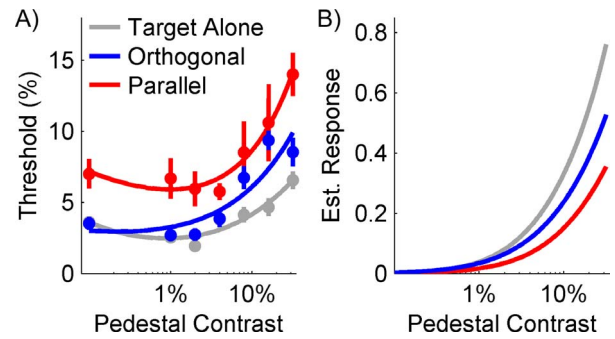 A)
Target Alone
Orthogonal
Parallel
15
10
5
0
Threshold (%)
1%
10%
Pedestal Contrast
B)
0.8
0.6
0.4
0.2
0
Est. Response
1%
10%
Pedestal Contrast